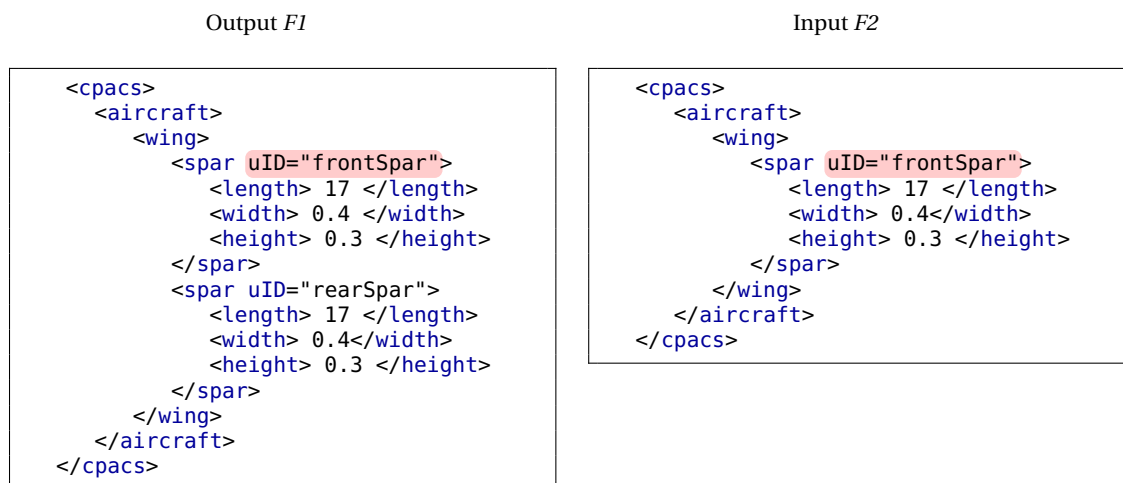 Output F1
<cpacs>
<aircraft>
<wing>
<spar uID="frontSpar">
<length> 17 </length>
<width> 0.4 </width>
<height> 0.3 </height>
</spar>
<spar uID="rearSpar">
<length> 17 </length>
<width> 0.4</width>
<height> 0.3 </height>
</spar>
</wing>
</aircraft>
</cpacs>
Input F2
<cpacs>
<aircraft>
<wing>
<spar uID="frontSpar">
<length> 17 </length>
<width> 0.4</width>
<height> 0.3 </height>
</spar>
</wing>
</aircraft>
</cpacs>